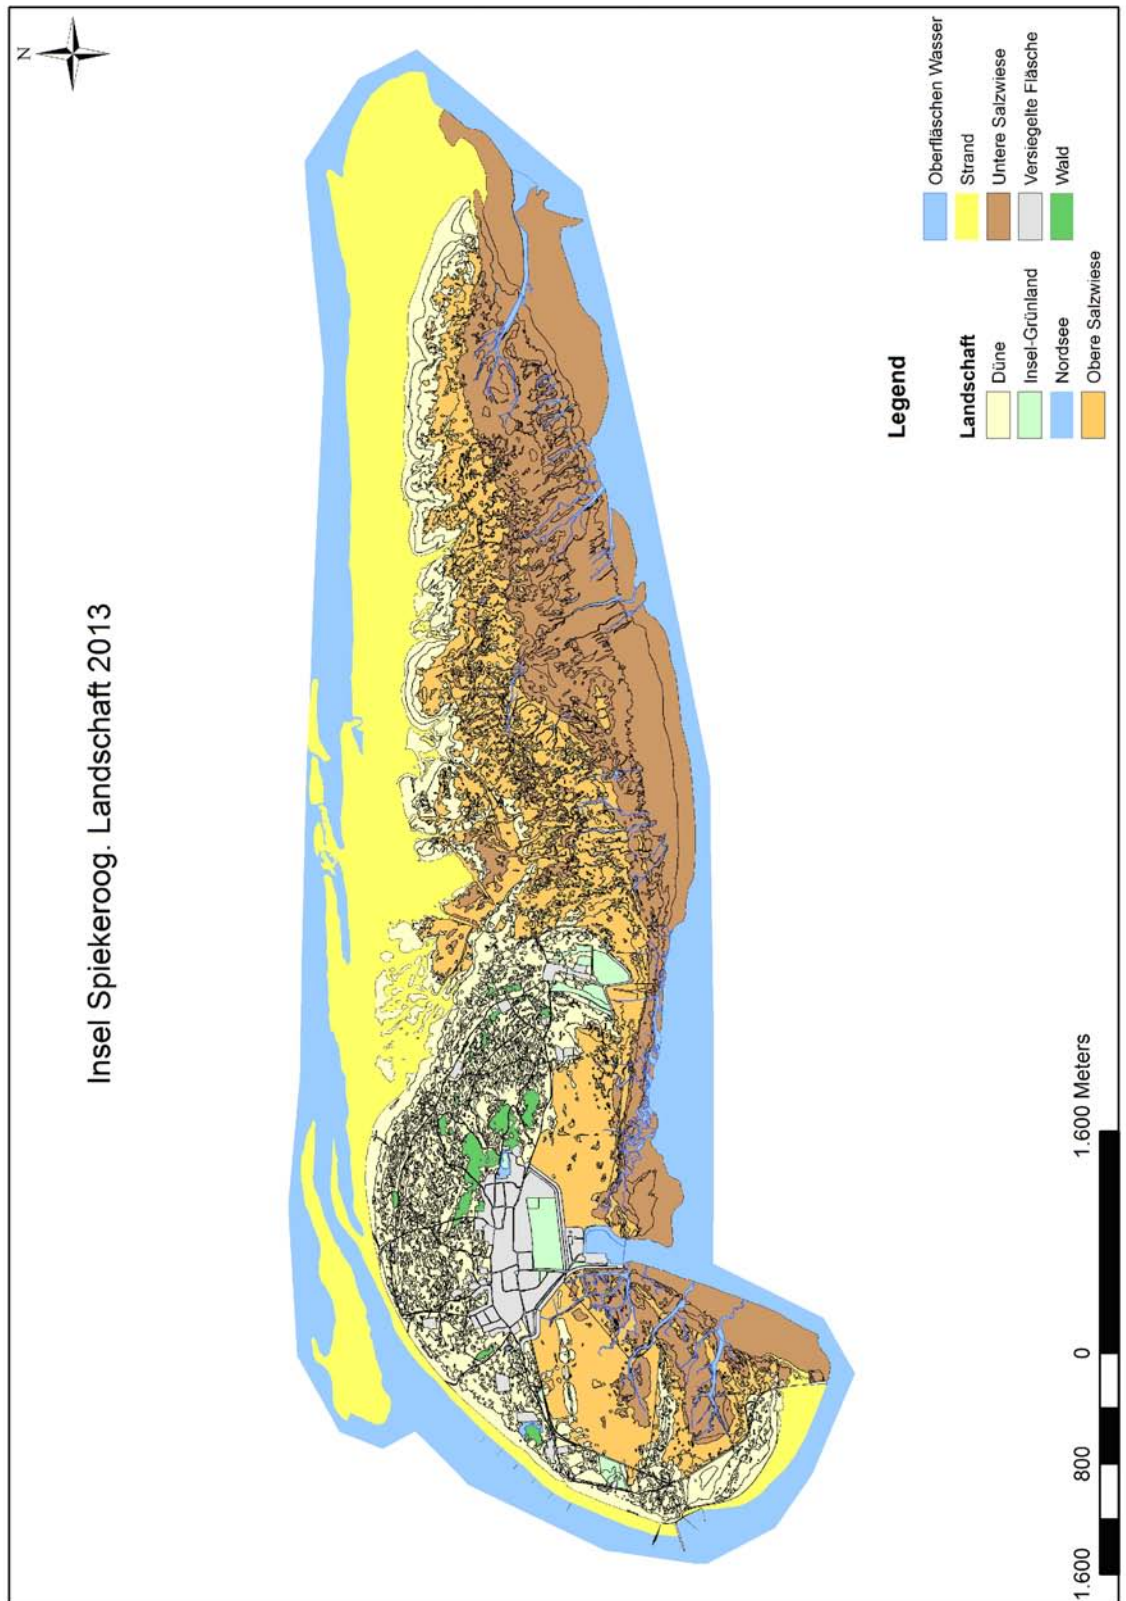 N
Insel Spiekeroog. Landschaft 2013
Legend
Landschaft
Düne
Insel-Grünland
Nordsee
Obere Salzwiese
Oberfläschen Wasser
Strand
Untere Salzwiese
Versiegelte Fläsche
Wald
1.600 800 0 1.600 Meters